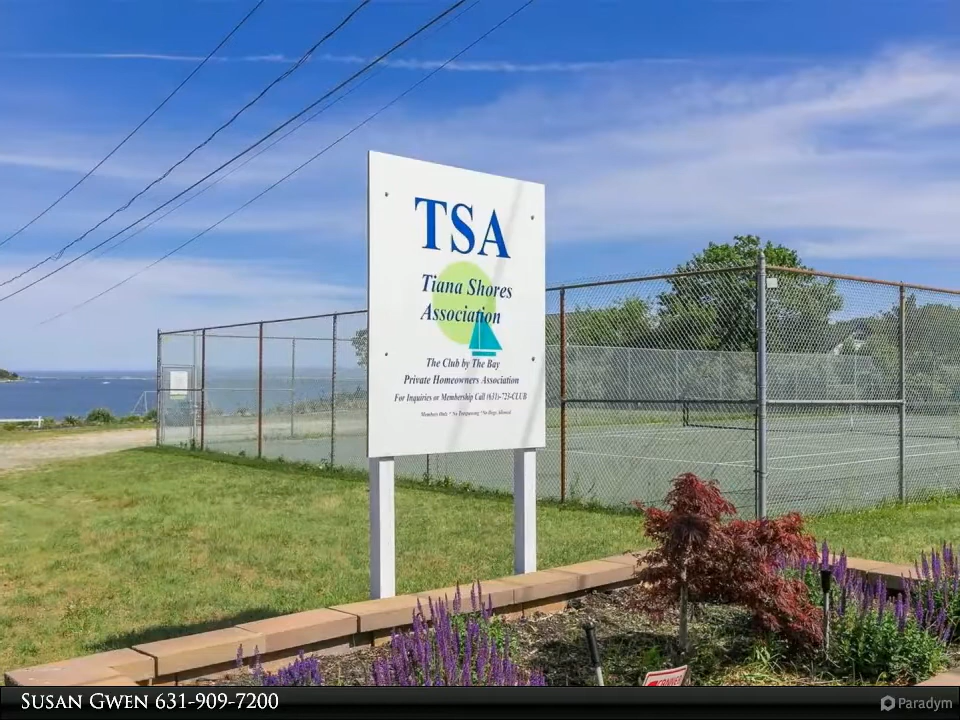 TSA
Tiana Shores
Association
The Club by The Bay
Private Homeowners Association
For Inquiries or Membership Call (631)-723-CLUB
Members Only * No Trespassing *No Dogs Allowed
SUSAN GWEN 631-909-7200
Paradym